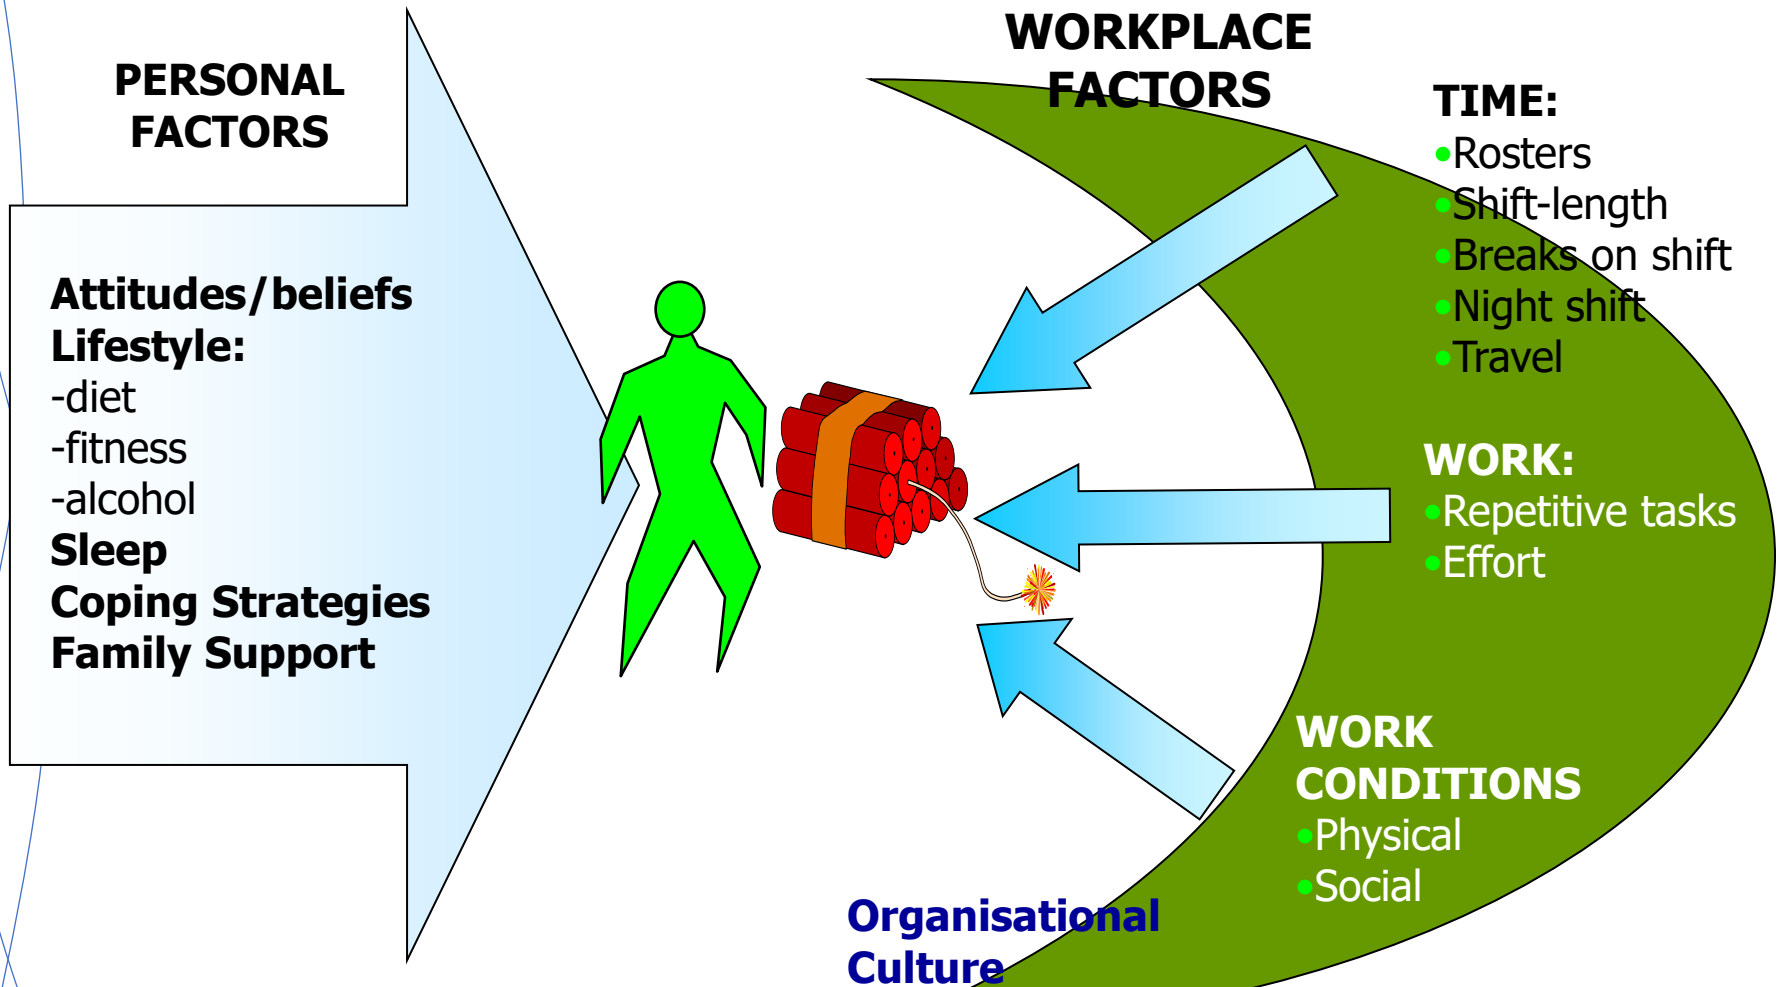 PERSONAL
FACTORS
Attitudes/beliefs
Lifestyle:
-diet
-fitness
-alcohol
Sleep
Coping Strategies
Family Support
WORKPLACE
FACTORS
TIME:
•Rosters
•Shift-length
•Breaks on shift
•Night shift
•Travel
WORK:
•Repetitive tasks
•Effort
WORK
CONDITIONS
•Physical
•Social
Organisational
Culture